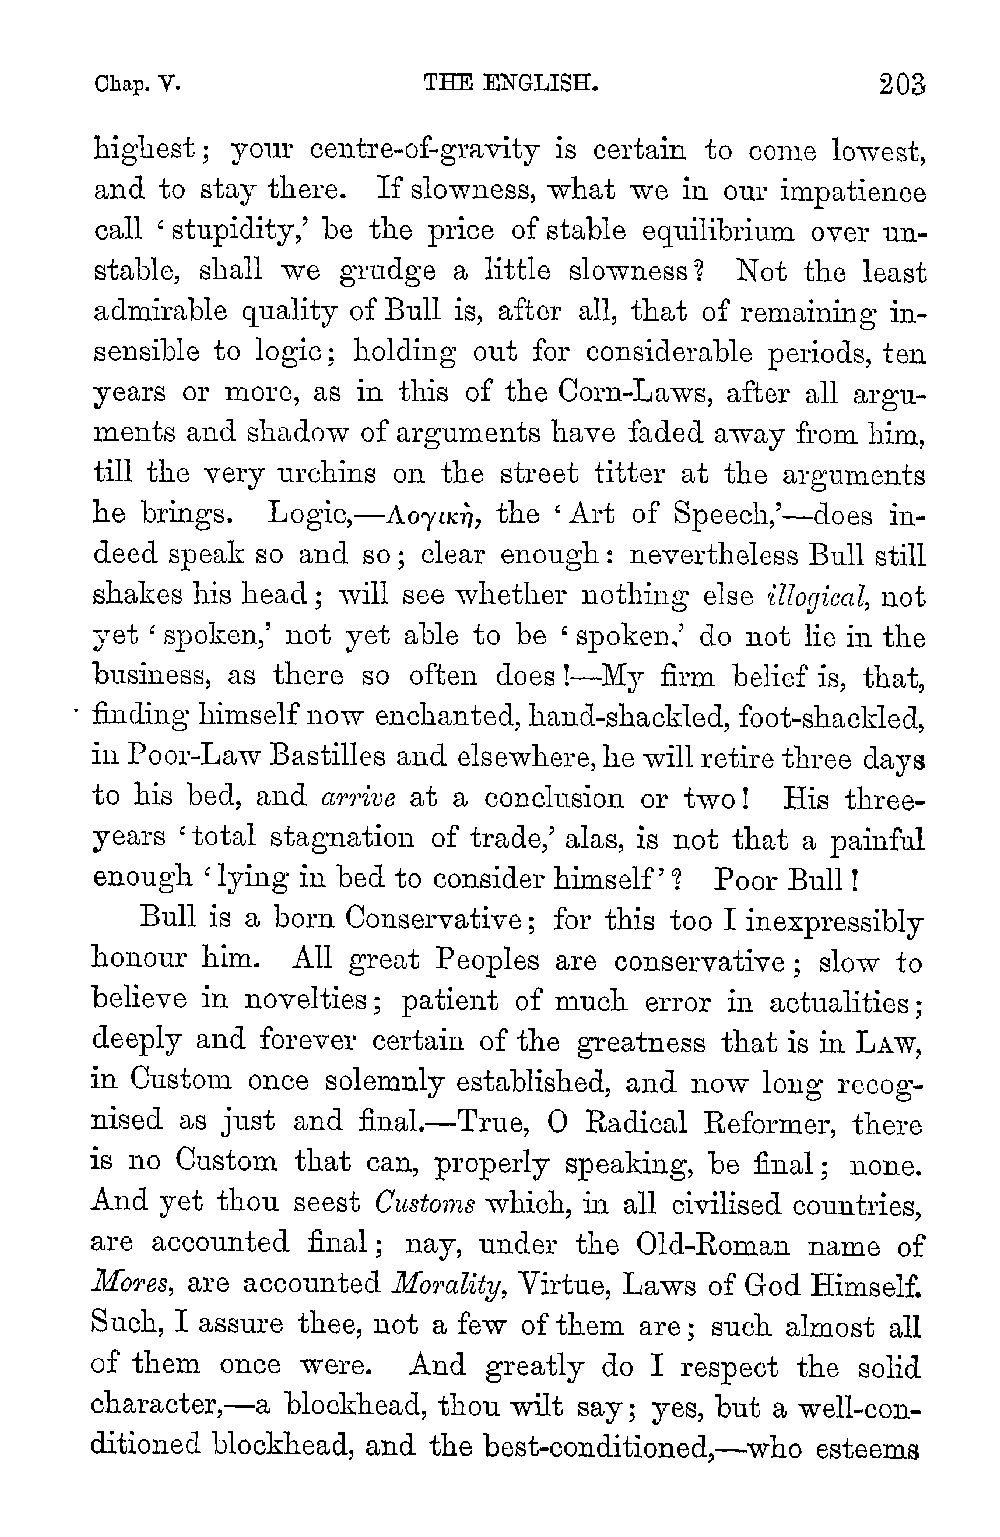 Chap. V. THE ENGLISH. 203
highest; your centre-of-gravity is certain to come lowest,
and to stay there. If slowness, what we in our impatience
call ‘stupidity,’ be the price of stable equilibrium over un-
stable, shall we grudge a little slowness? Not the least
admirable quality of Bull is, after all, that of remaining in-
sensible to logic; holding out for considerable periods, ten
years or more, as in this of the Corn-Laws, after all argu-
ments and shadow of arguments have faded away from him,
till the very urchins on the street titter at the arguments
he brings. Logic,—Λογικὴ, the ‘Art of Speech,’—does in-
deed speak so and so; clear enough: nevertheless Bull still
shakes his head; will see whether nothing else illogical, not
yet ‘spoken,’ not yet able to be ‘spoken,’ do not lie in the
business, as there so often does!—My firm belief is, that,
finding himself now enchanted, hand-shackled, foot-shackled,
in Poor-Law Bastilles and elsewhere, he will retire three days
to his bed, and arrive at a conclusion or two! His three-
years ‘total stagnation of trade,’ alas, is not that a painful
enough ‘lying in bed to consider himself’? Poor Bull!
Bull is a born Conservative; for this too I inexpressibly
honour him. All great Peoples are conservative; slow to
believe in novelties; patient of much error in actualities;
deeply and forever certain of the greatness that is in LAW,
in Custom once solemnly established, and now long recog-
nised as just and final.—True, O Radical Reformer, there
is no Custom that can, properly speaking, be final; none.
And yet thou seest Customs which, in all civilised countries,
are accounted final; nay, under the Old-Roman name of
Mores, are accounted Morality, Virtue, Laws of God Himself.
Such, I assure thee, not a few of them are; such almost all
of them once were. And greatly do I respect the solid
character,—a blockhead, thou wilt say; yes, but a well-con-
ditioned blockhead, and the best-conditioned,—who esteems